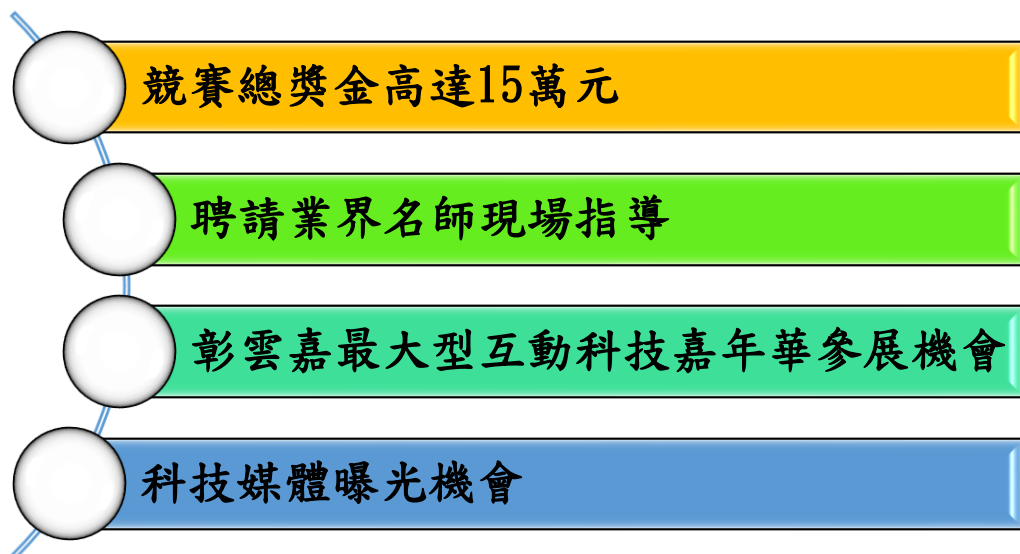 競賽總獎金高達15萬元
聘請業界名師現場指導
彰雲嘉最大型互動科技嘉年華參展機會
科技媒體曝光機會